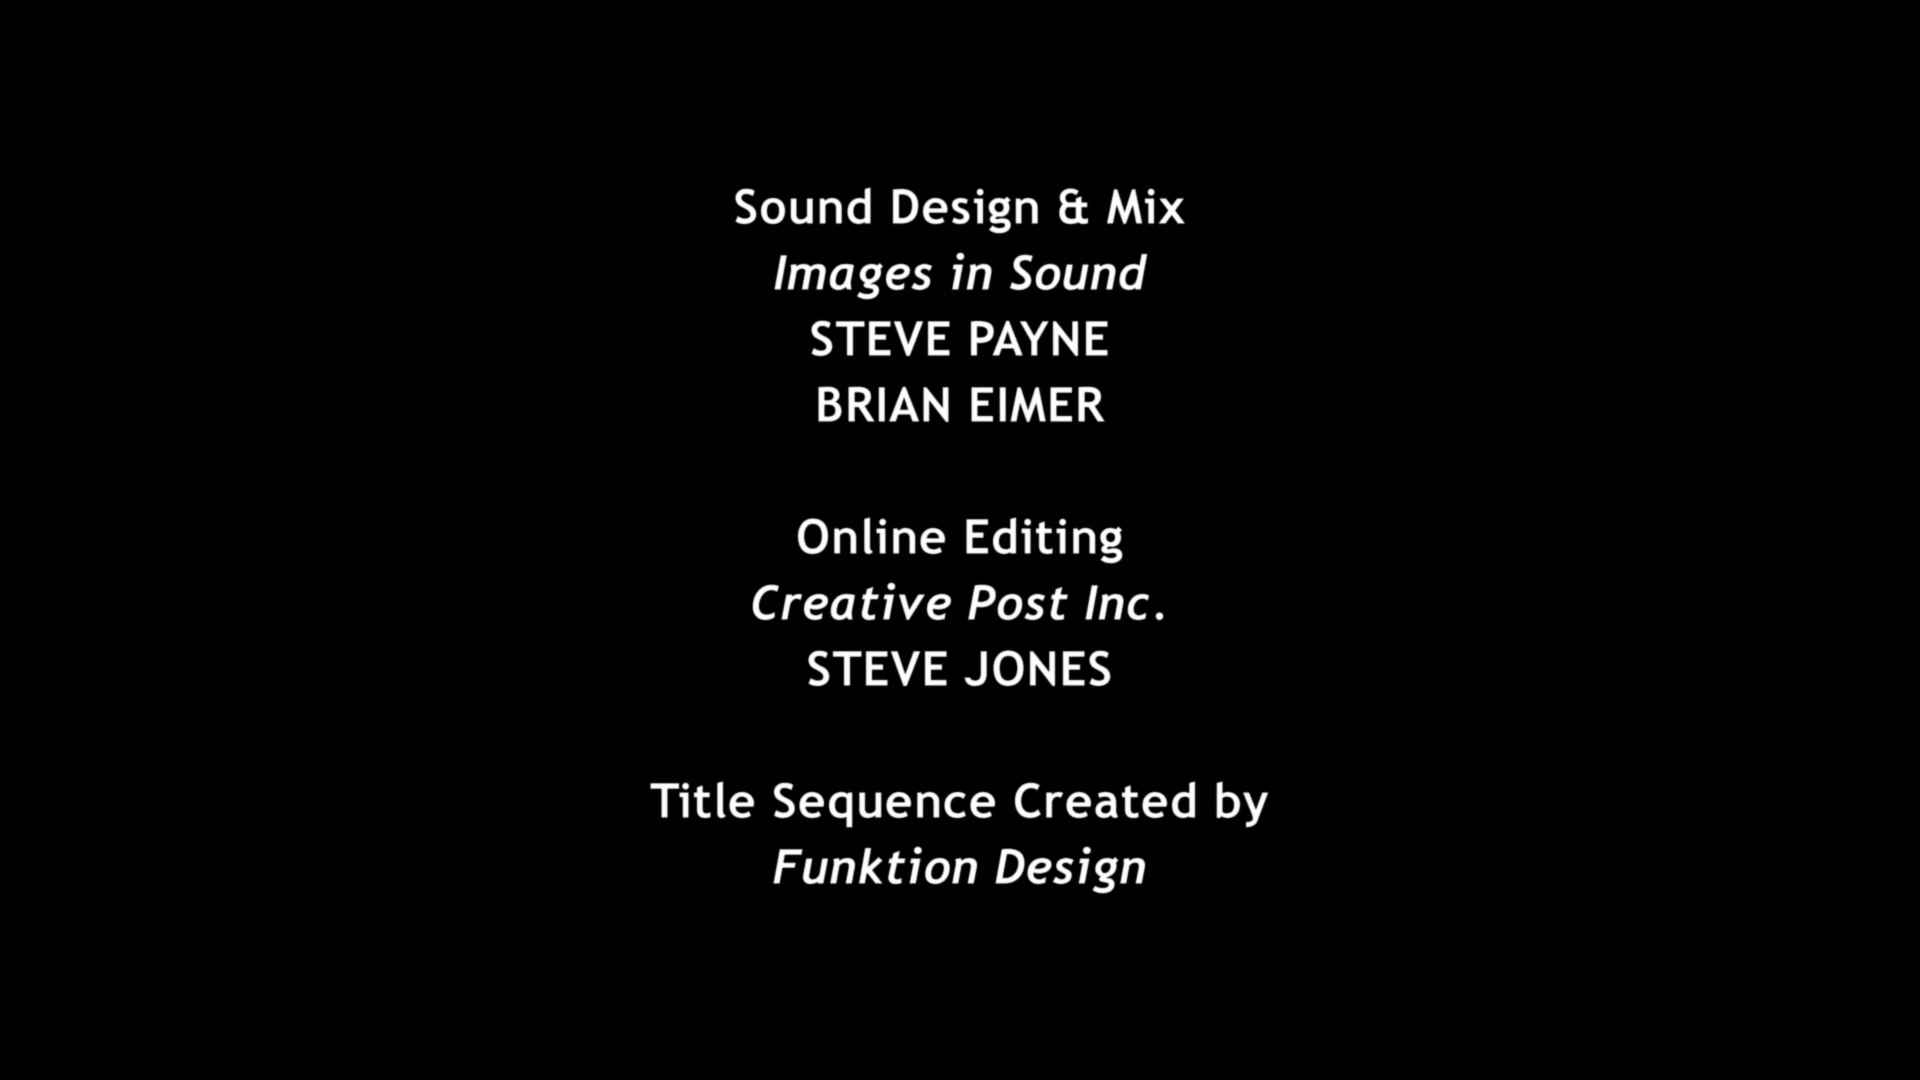 Sound Design & Mix
Images in Sound
STEVE PAYNE
BRIAN EIMER
Online Editing
Creative Post Inc.
STEVE JONES
Title Sequence Created by
Funktion Design